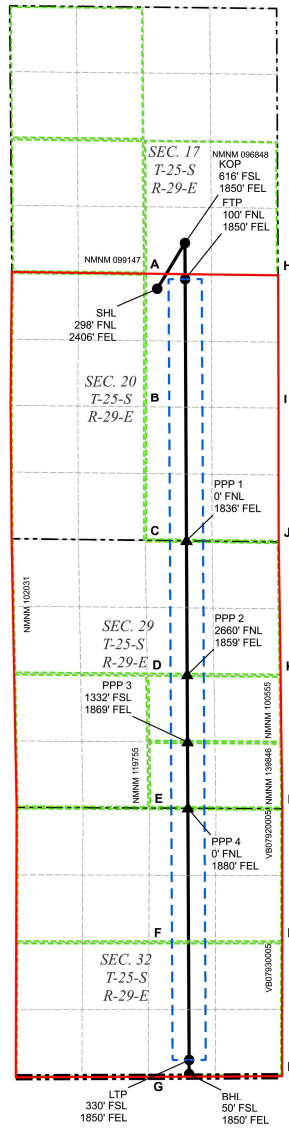 SEC. 17
T-25-S
R-29-E
NMNM 096848
KOP
616' FSL
1850' FEL
FTP
100' FNL
1850' FEL
NMNM 099147
A
H
SHL
298' FNL
2406' FEL
SEC. 20
T-25-S
R-29-E
B
I
PPP 1
0' FNL
1836' FEL
C
J
NMNM 102031
SEC. 29
T-25-S
R-29-E
PPP 2
2660' FNL
1859' FEL
D
PPP 3
1332' FSL
1869' FEL
NMNM 100555
NMNM 119755
NMNM 139846
E
VB07920005
PPP 4
0' FNL
1880' FEL
F
SEC. 32
T-25-S
R-29-E
VB07930005
G
LTP
330' FSL
1850' FEL
BHL
50' FSL
1850' FEL